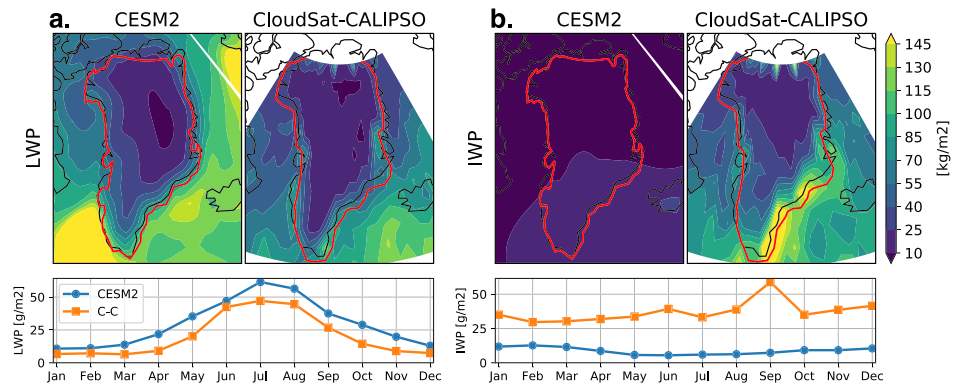 a.
CESM2
CloudSat-CALIPSO
b.
CESM2
CloudSat-CALIPSO
LWP
IWP
145
130
115
100
85
70
55
40
25
10
[kg/m2]
LWP [g/m2]
50
25
0
CESM2
C-C
Jan Feb Mar Apr May Jun Jul Aug Sep Oct Nov Dec
IWP [g/m2]
50
25
0
Jan Feb Mar Apr May Jun Jul Aug Sep Oct Nov Dec